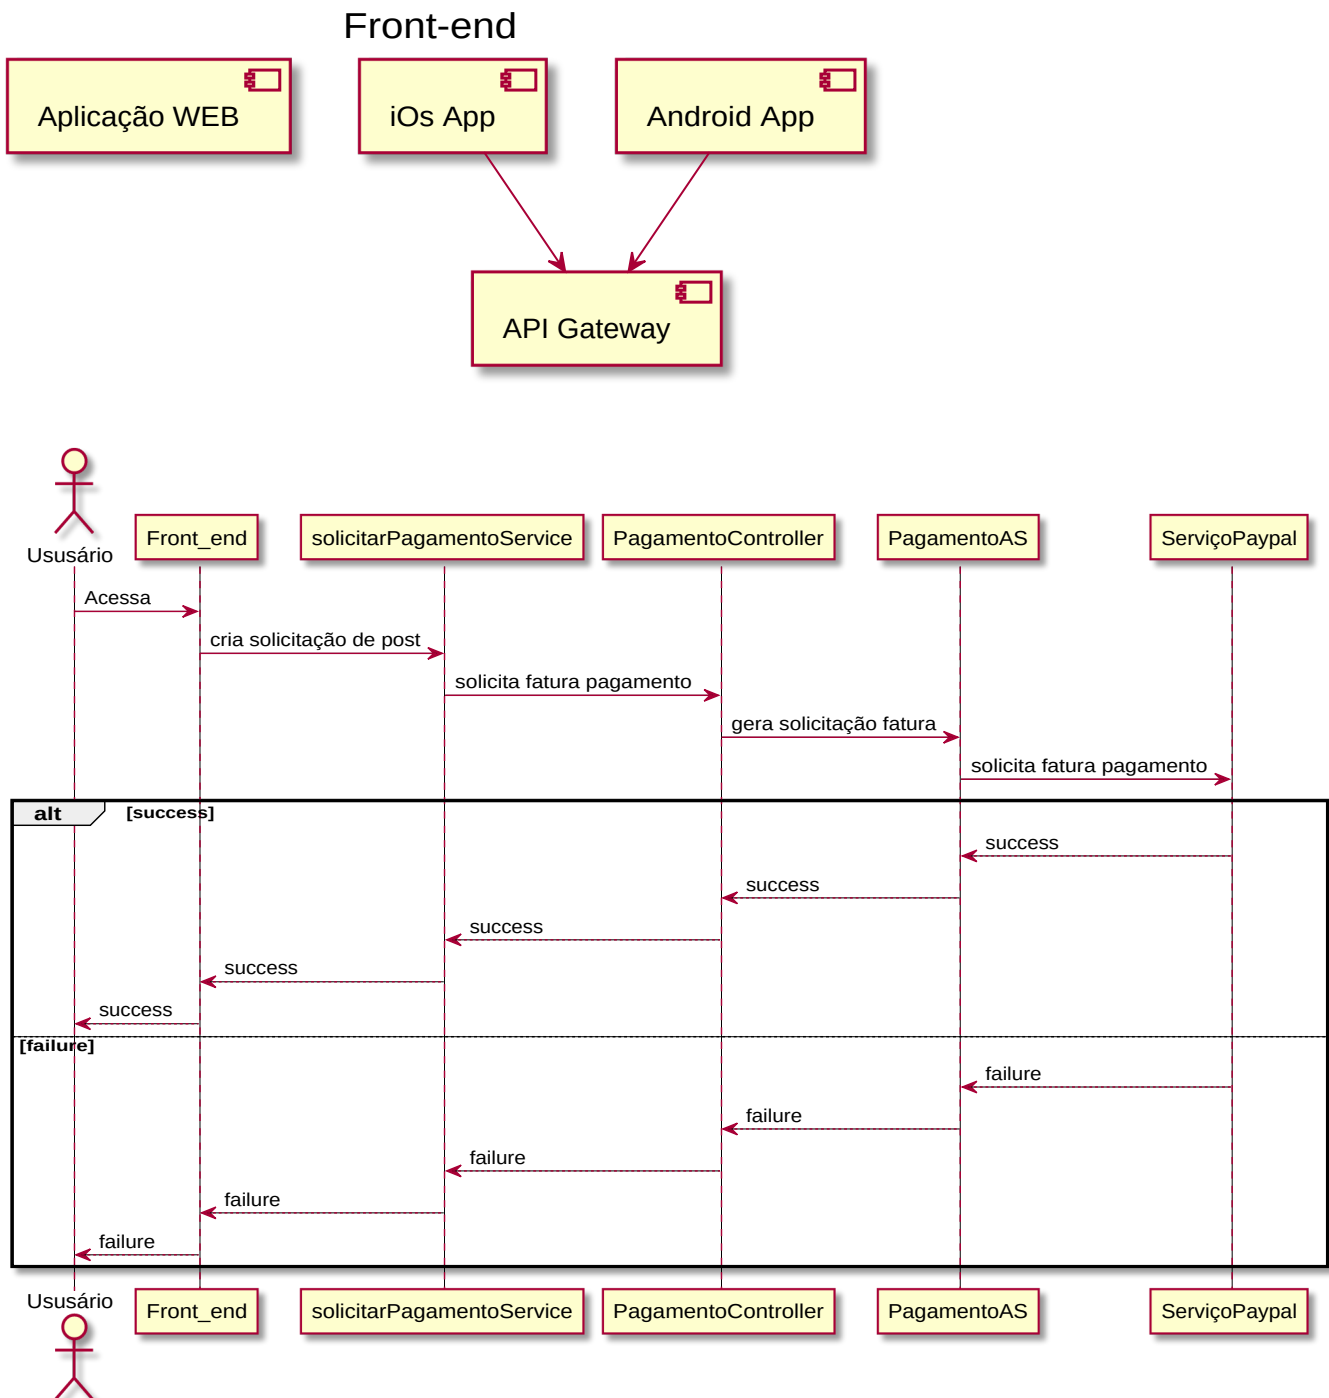 Front-end
Aplicação WEB
iOs App
Android App
API Gateway
Ususário
Front_end
solicitarPagamentoService
PagamentoController
PagamentoAS
ServiçoPaypal
Acessa
cria solicitação de post
solicita fatura pagamento
gera solicitação fatura
solicita fatura pagamento
alt
[success]
success
success
success
success
success
[failure]
failure
failure
failure
failure
failure
Ususário
Front_end
solicitarPagamentoService
PagamentoController
PagamentoAS
ServiçoPaypal